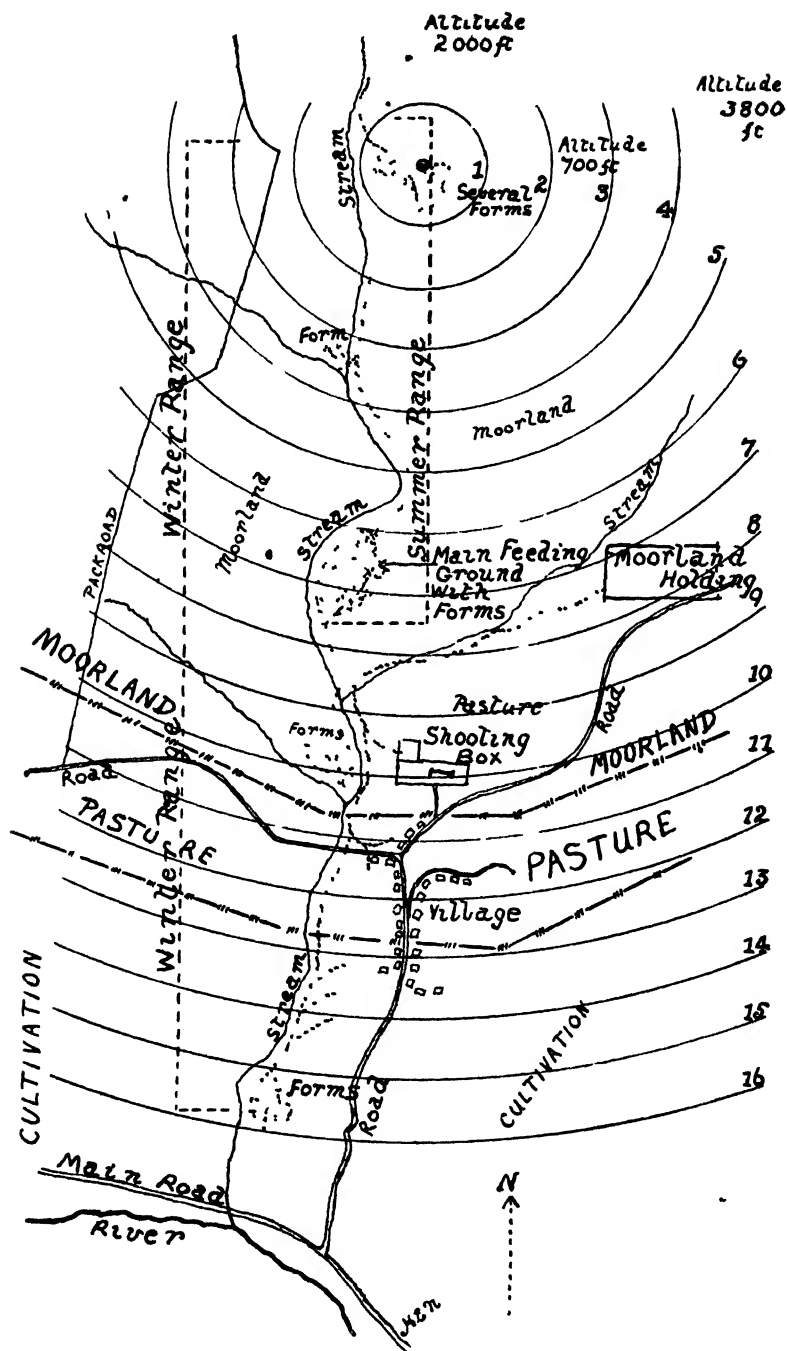 Altitude
2000 ft
Altitude
3800
ft
Altitude
700 ft
1
Several
Forms
2
3
4
5
6
7
8
9
10
11
12
13
14
15
16
Stream
Form
Winter Range
Summer Range
Moorland
Moorland
Stream
Stream
PACKROAD
Main Feeding
Ground
With
Forms
Moorland
Holding
MOORLAND
Pasture
Road
Forms
Shooting
Box
MOORLAND
Road
PASTURE
Winter Range
PASTURE
Village
Stream
CULTIVATION
Forms
Road
CULTIVATION
Main Road
River
N